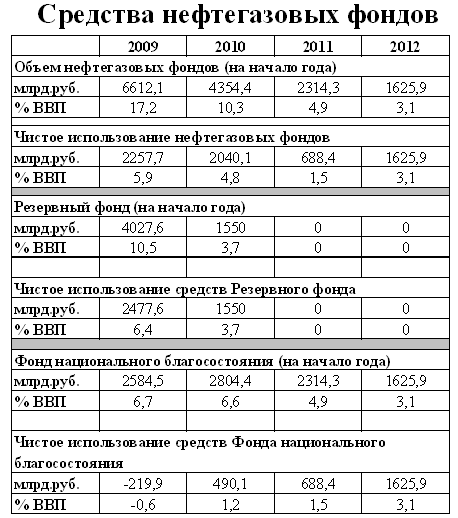 Средства нефтегазовых фондов
2009 2010 2011 2012
Объем нефтегазовых фондов (на начало года)
млрд.руб. 6612,1 4354,4 2314,3 1625,9
% ВВП 17,2 10,3 4,9 3,1
Чистое использование нефтегазовых фондов
млрд.руб. 2257,7 2040,1 688,4 1625,9
% ВВП 5,9 4,8 1,5 3,1
Резервный фонд (на начало года)
млрд.руб. 4027,6 1550 0 0
% ВВП 10,5 3,7 0 0
Чистое использование средств Резервного фонда
млрд.руб. 2477,6 1550 0 0
% ВВП 6,4 3,7 0 0
Фонд национального благосостояния (на начало года)
млрд.руб. 2584,5 2804,4 2314,3 1625,9
% ВВП 6,7 6,6 4,9 3,1
Чистое использование средств Фонда национального
благосостояния
млрд.руб. -219,9 490,1 688,4 1625,9
% ВВП -0,6 1,2 1,5 3,1